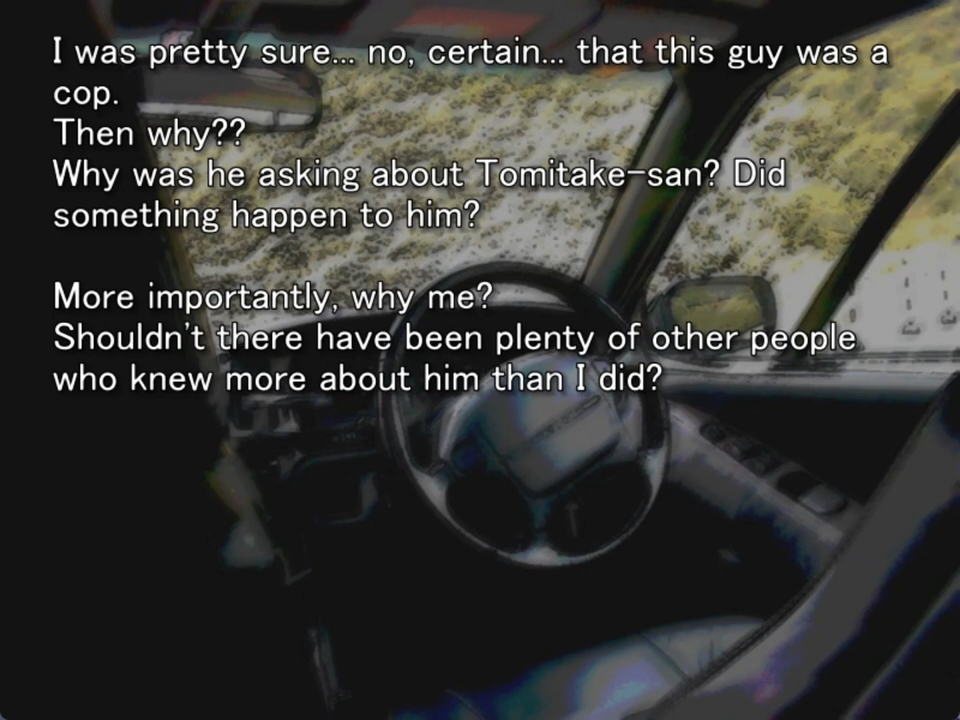 I was pretty sure... no, certain... that this guy was a
cop.
Then why??
Why was he asking about Tomitake-san? Did
something happen to him?
More importantly, why me?
Shouldn't there have been plenty of other people
who knew more about him than I did?